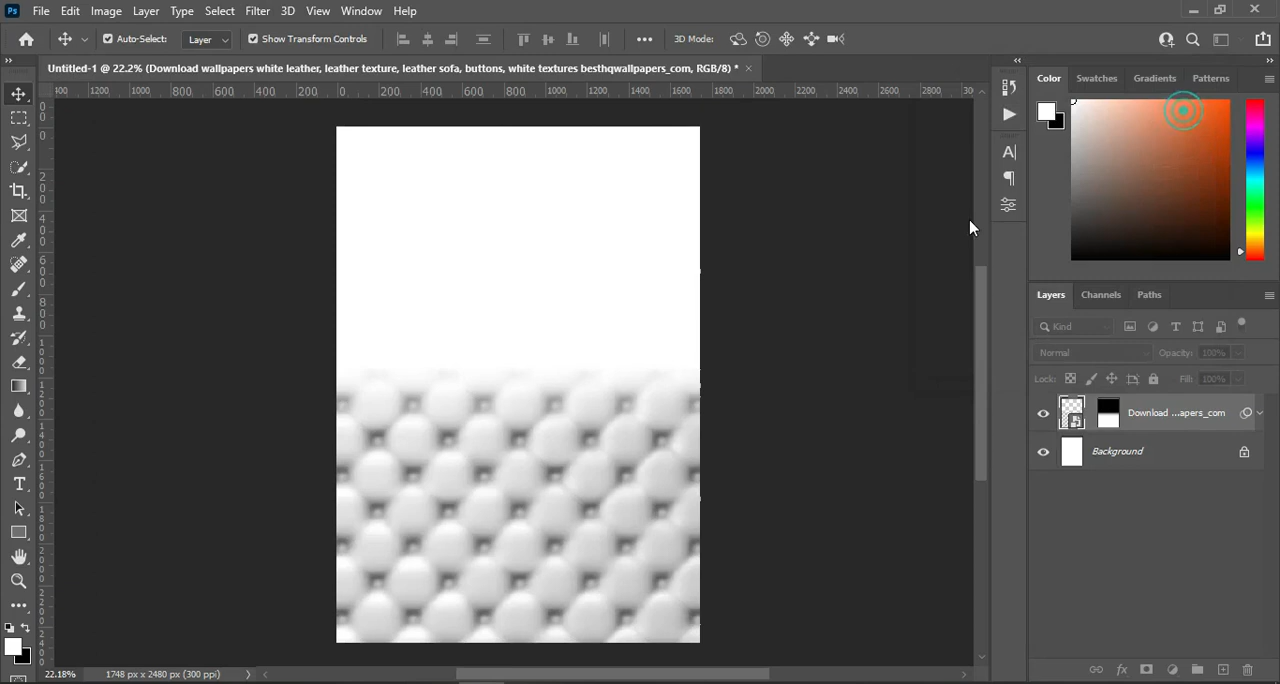 Ps File Edit Image Layer Type Select Filter 3D View Window Help
Auto-Select: Layer Show Transform Controls 3D Mode:
Untitled-1 @ 22.2% (Download wallpapers white leather, leather texture, leather sofa, buttons, white textures besthqwallpapers_com, RGB/8) *
400 1200 1000 800 600 400 200 0 200 400 600 800 1000 1200 1400 1600 1800 2000 2200 2400 2600 2800 3000
Color Swatches Gradients Patterns
Layers Channels Paths
Kind
Normal Opacity: 100%
Lock: Fill: 100%
Download ...apers_com
Background
22.18% 1748 px x 2480 px (300 ppi)